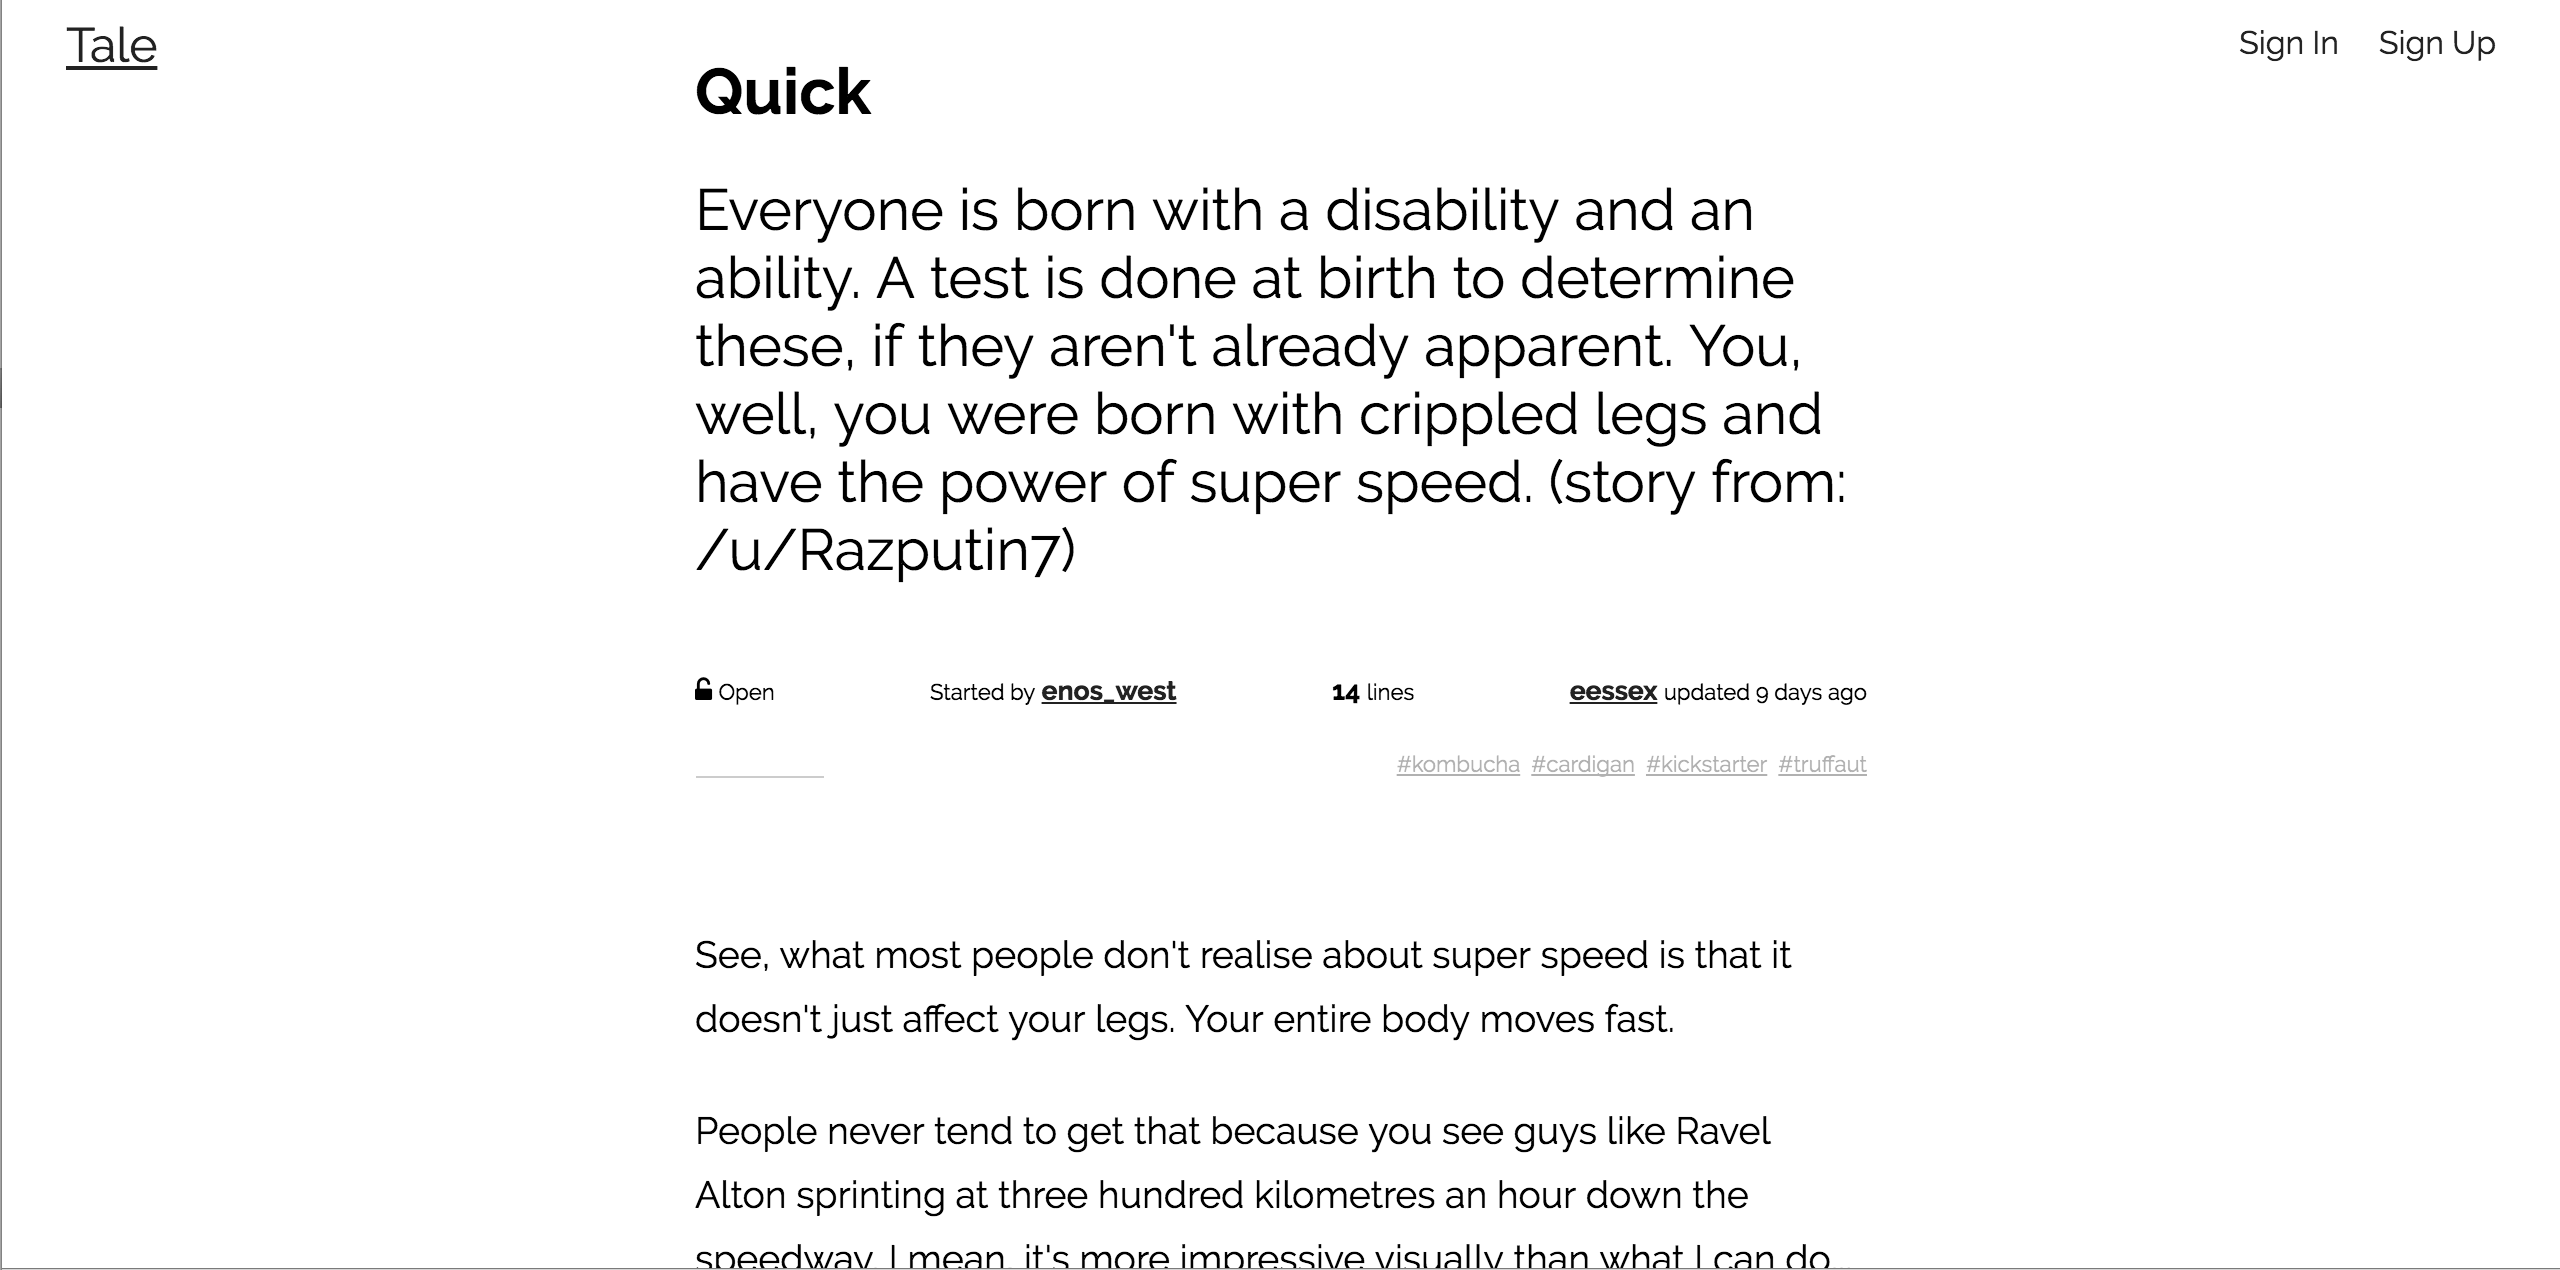 Tale
Sign In Sign Up
Quick
Everyone is born with a disability and an
ability. A test is done at birth to determine
these, if they aren't already apparent. You,
well, you were born with crippled legs and
have the power of super speed. (story from:
/u/Razputin7)
Open Started by enos_west 14 lines eessex updated 9 days ago
#kombucha #cardigan #kickstarter #truffaut
See, what most people don't realise about super speed is that it
doesn't just affect your legs. Your entire body moves fast.
People never tend to get that because you see guys like Ravel
Alton sprinting at three hundred kilometres an hour down the
speedway. I mean, it's more impressive visually than what I can do...